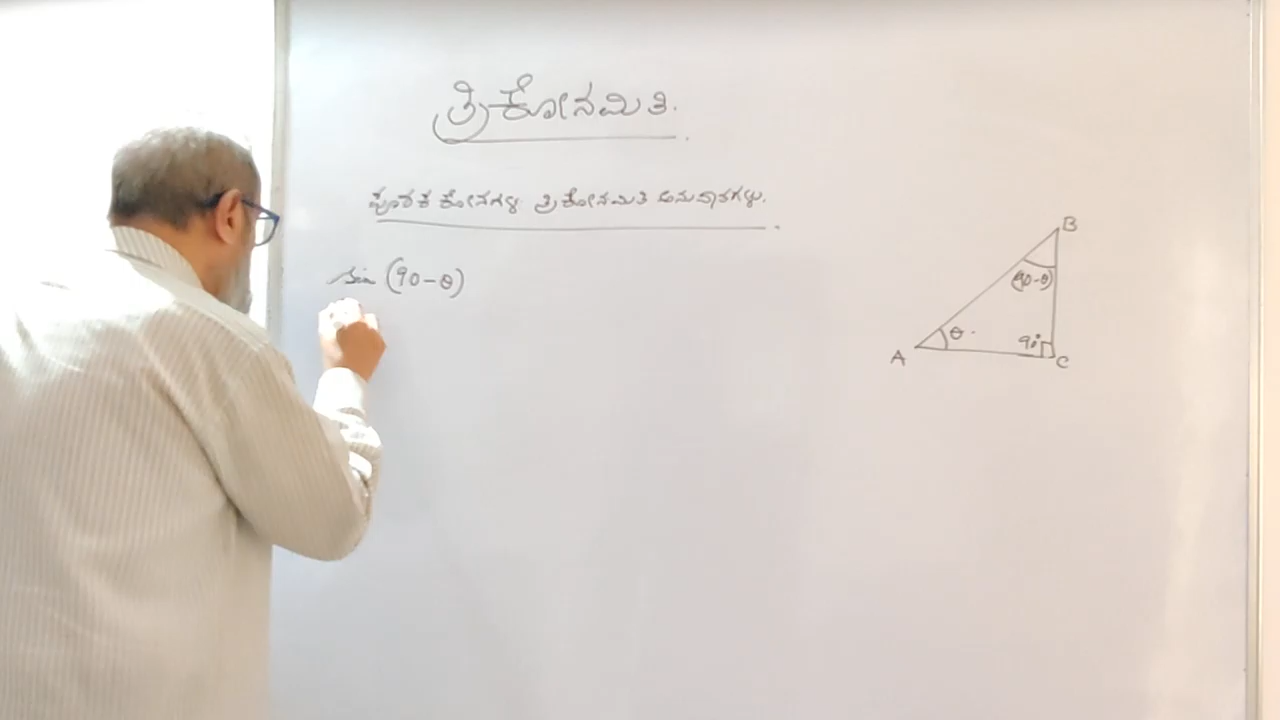 ತ್ರಿಕೋನಮಿತಿ.
ಪೂರಕ ಕೋನಗಳ ತ್ರಿಕೋನಮಿತಿ ಅನುಪಾತಗಳು.
sin (90-θ)
B
(90-θ)
θ
90°
A
C